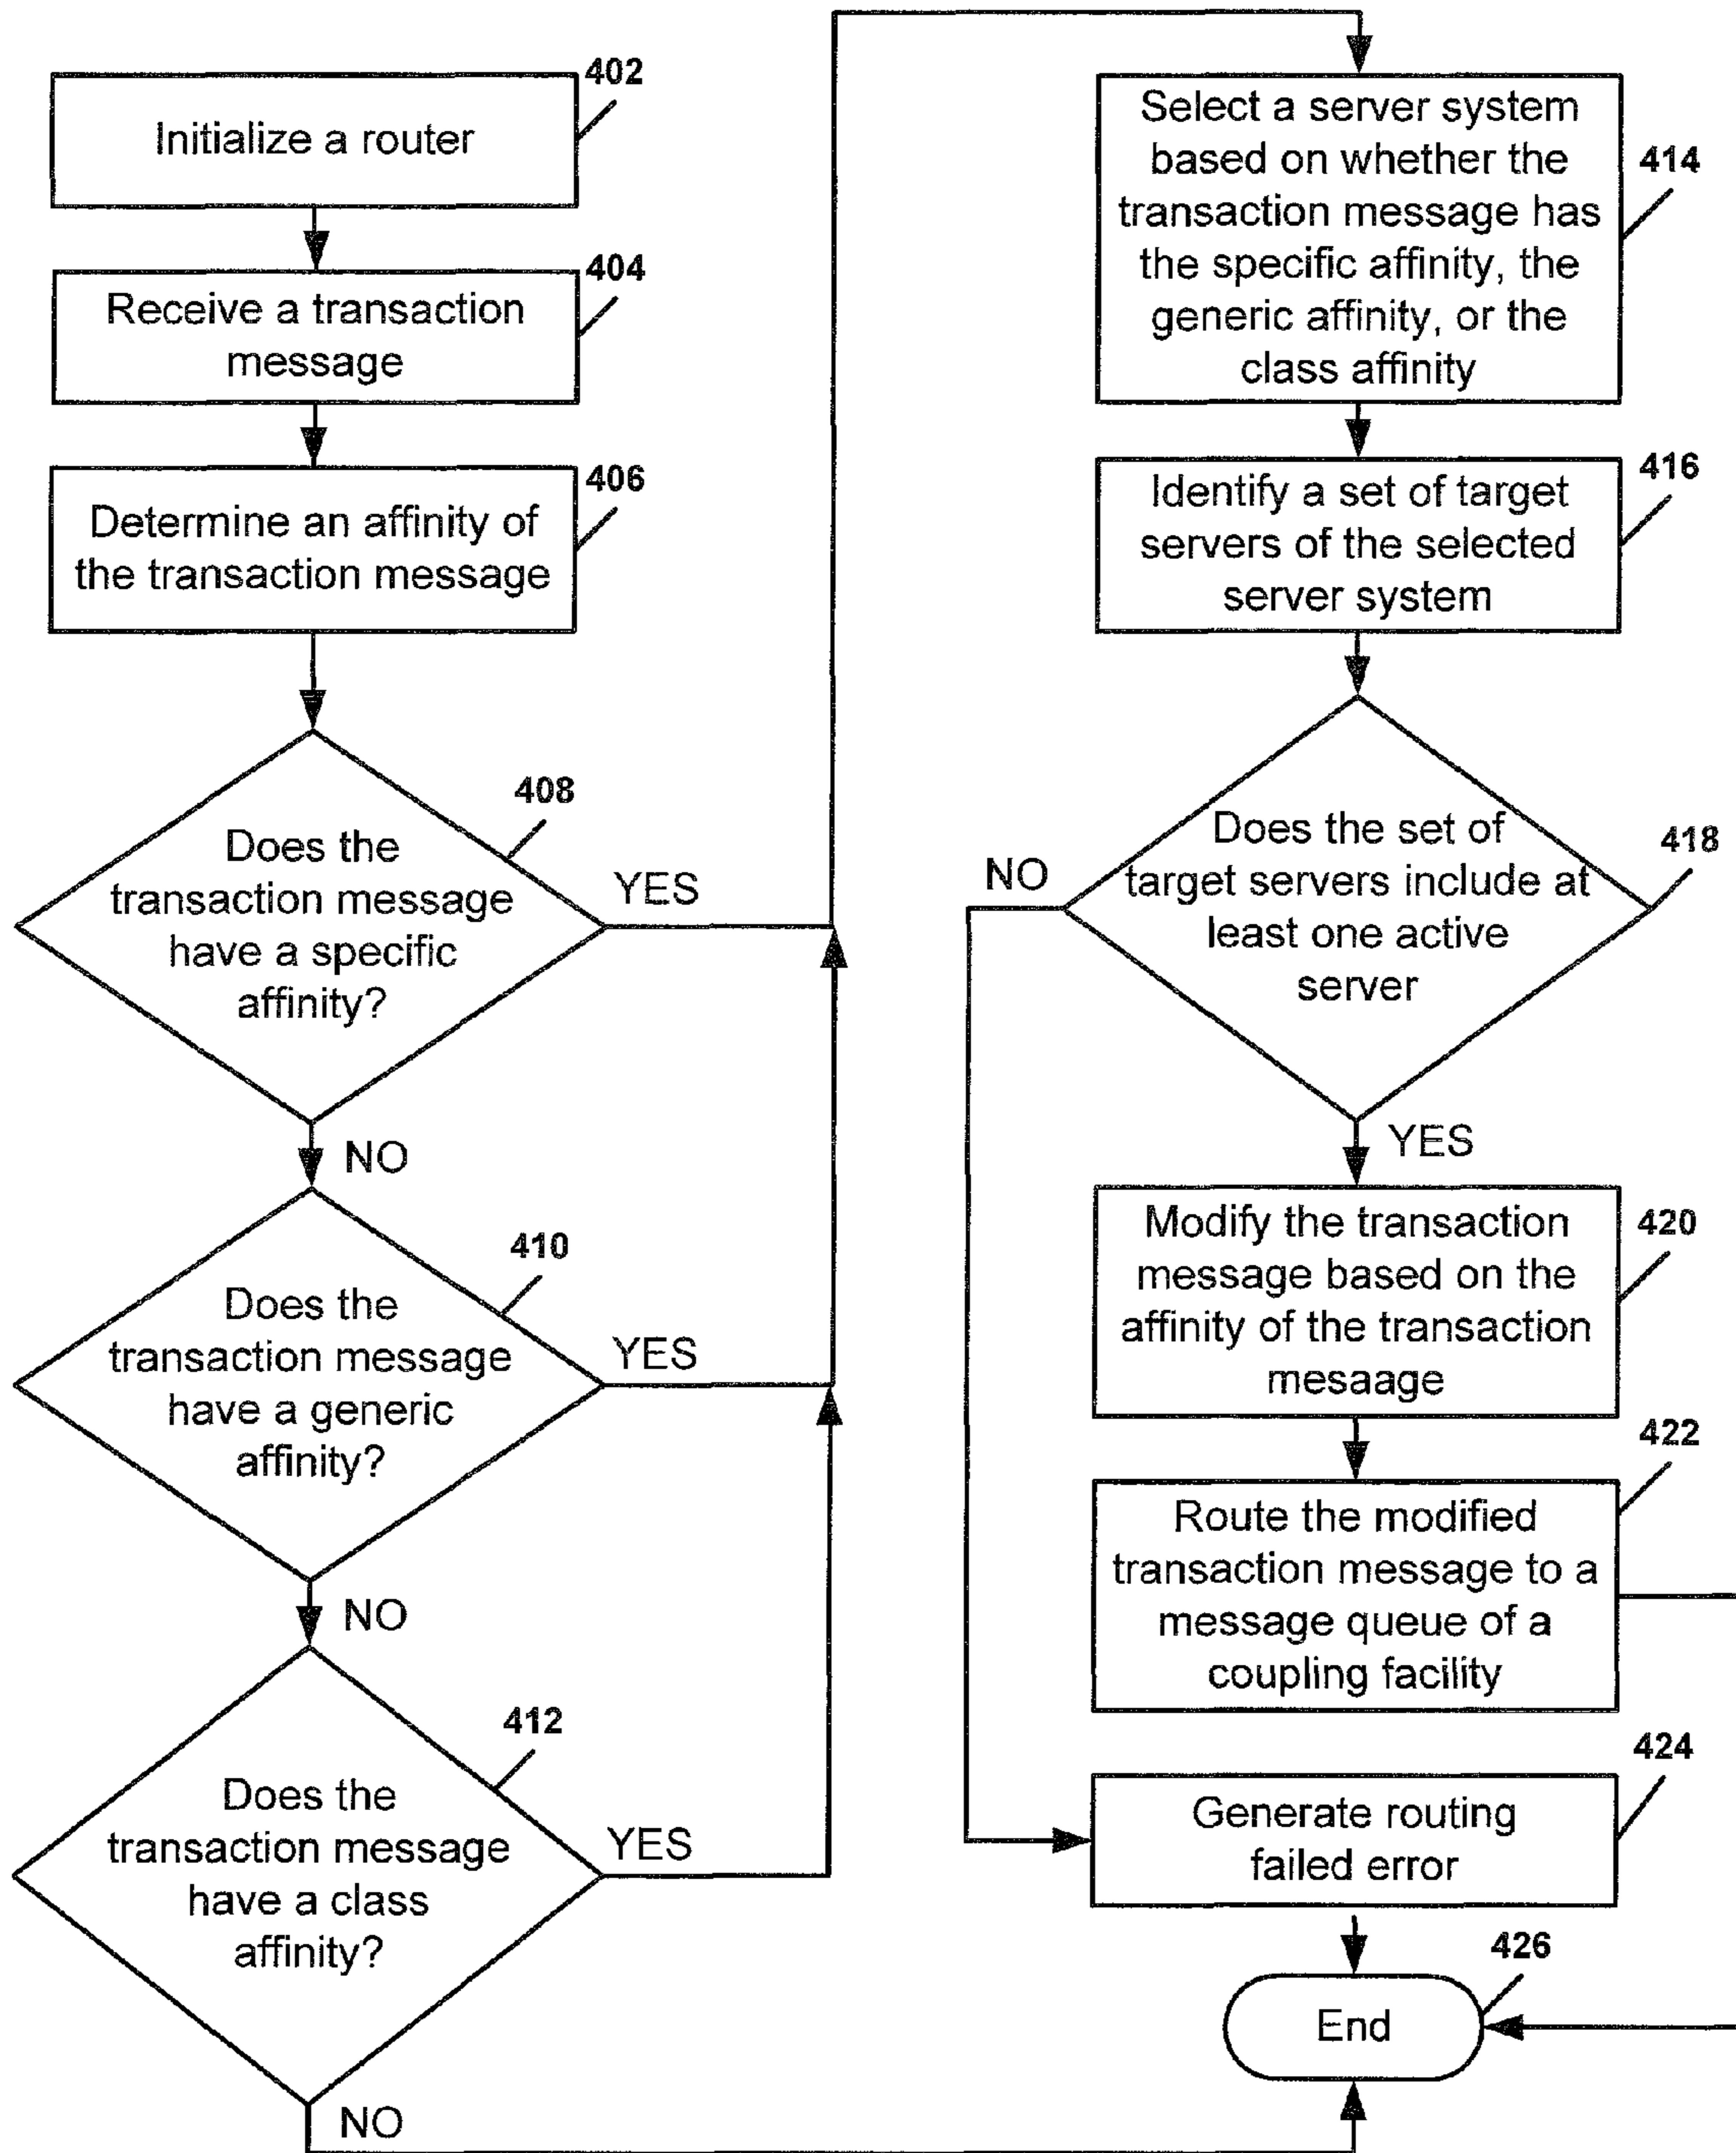 402
Initialize a router
404
Receive a transaction
message
406
Determine an affinity of
the transaction message
408
Does the
transaction message
have a specific
affinity?
YES
NO
410
Does the
transaction message
have a generic
affinity?
YES
NO
412
Does the
transaction message
have a class
affinity?
YES
NO
Select a server system
based on whether the
transaction message has
the specific affinity, the
generic affinity, or the
class affinity
414
Identify a set of target
servers of the selected
server system
416
Does the set of
target servers include at
least one active
server
418
NO
YES
Modify the transaction
message based on the
affinity of the transaction
mesaage
420
422
Route the modified
transaction message to a
message queue of a
coupling facility
424
Generate routing
failed error
426
End